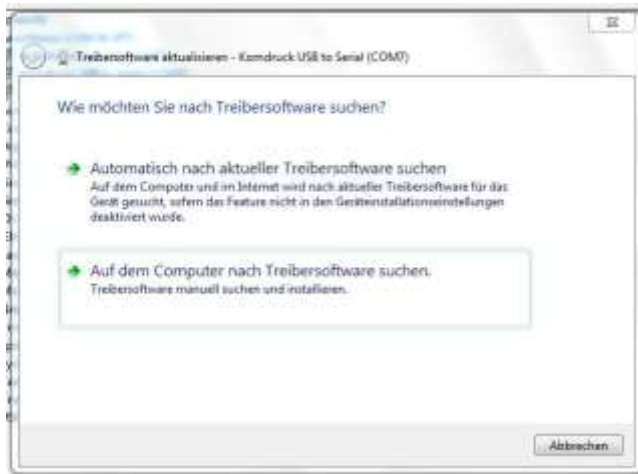 Treibersoftware aktualisieren - Komdruck USB to Serial (COM7)
Wie möchten Sie nach Treibersoftware suchen?
Automatisch nach aktueller Treibersoftware suchen
Auf dem Computer und im Internet wird nach aktueller Treibersoftware für das
Gerät gesucht, sofern das Feature nicht in den Geräteinstallationseinstellungen
deaktiviert wurde.
Auf dem Computer nach Treibersoftware suchen.
Treibersoftware manuell suchen und installieren.
Abbrechen